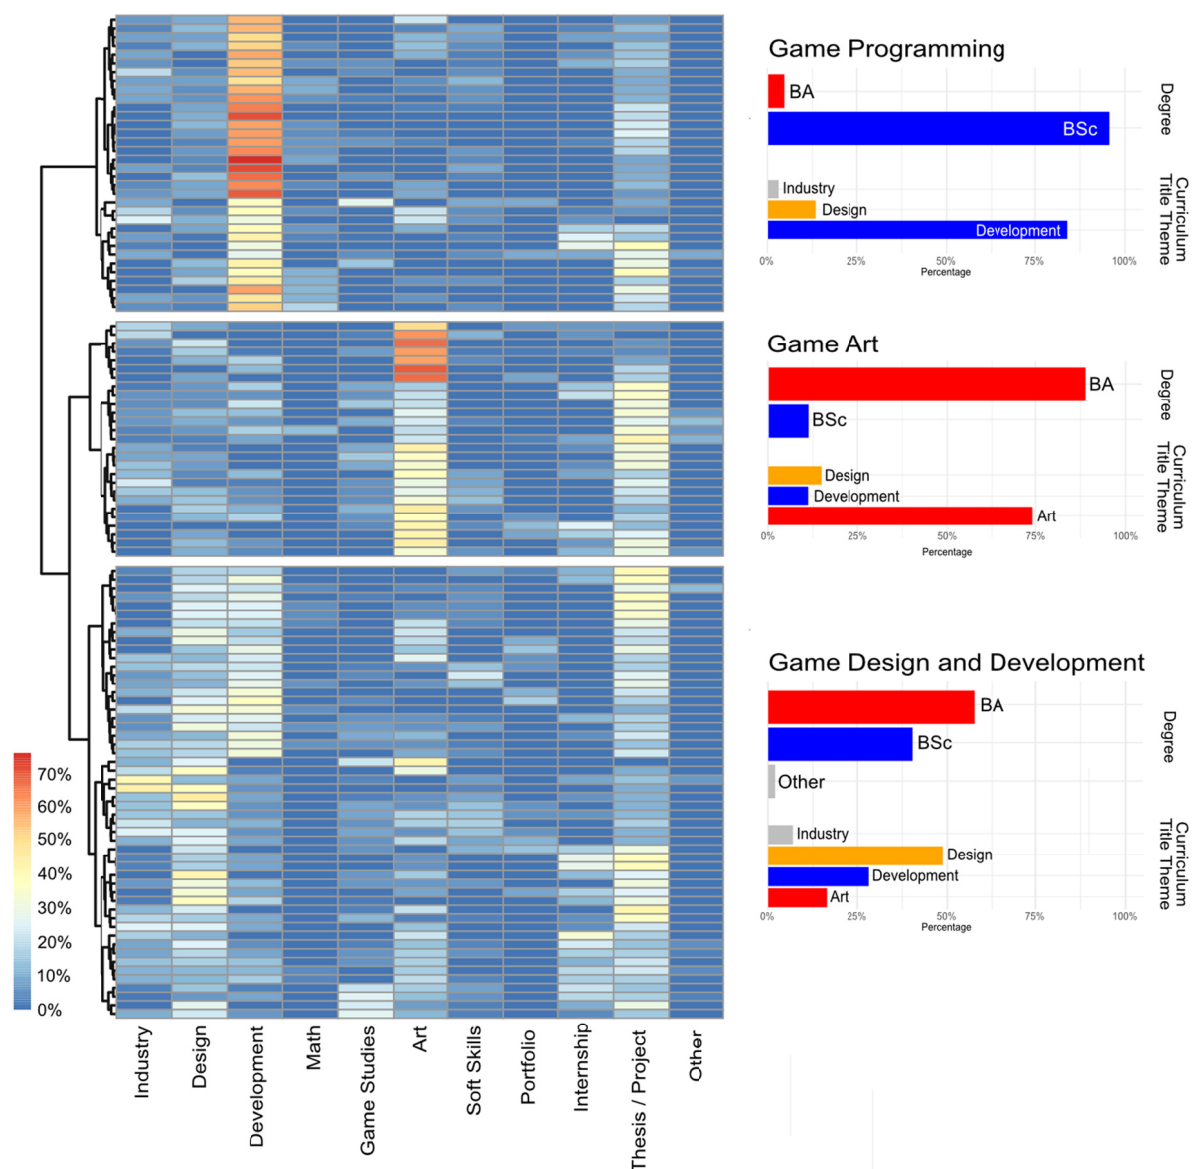 Game Programming
BA
BSc
Degree
Industry
Design
Development
Curriculum
Title Theme
0% 25% 50% 75% 100%
Percentage
Game Art
BA
BSc
Degree
Design
Development
Art
Curriculum
Title Theme
0% 25% 50% 75% 100%
Percentage
Game Design and Development
BA
BSc
Other
Degree
Industry
Design
Development
Art
Curriculum
Title Theme
0% 25% 50% 75% 100%
Percentage
70%
60%
50%
40%
30%
20%
10%
0%
Industry
Design
Development
Math
Game Studies
Art
Soft Skills
Portfolio
Internship
Thesis / Project
Other